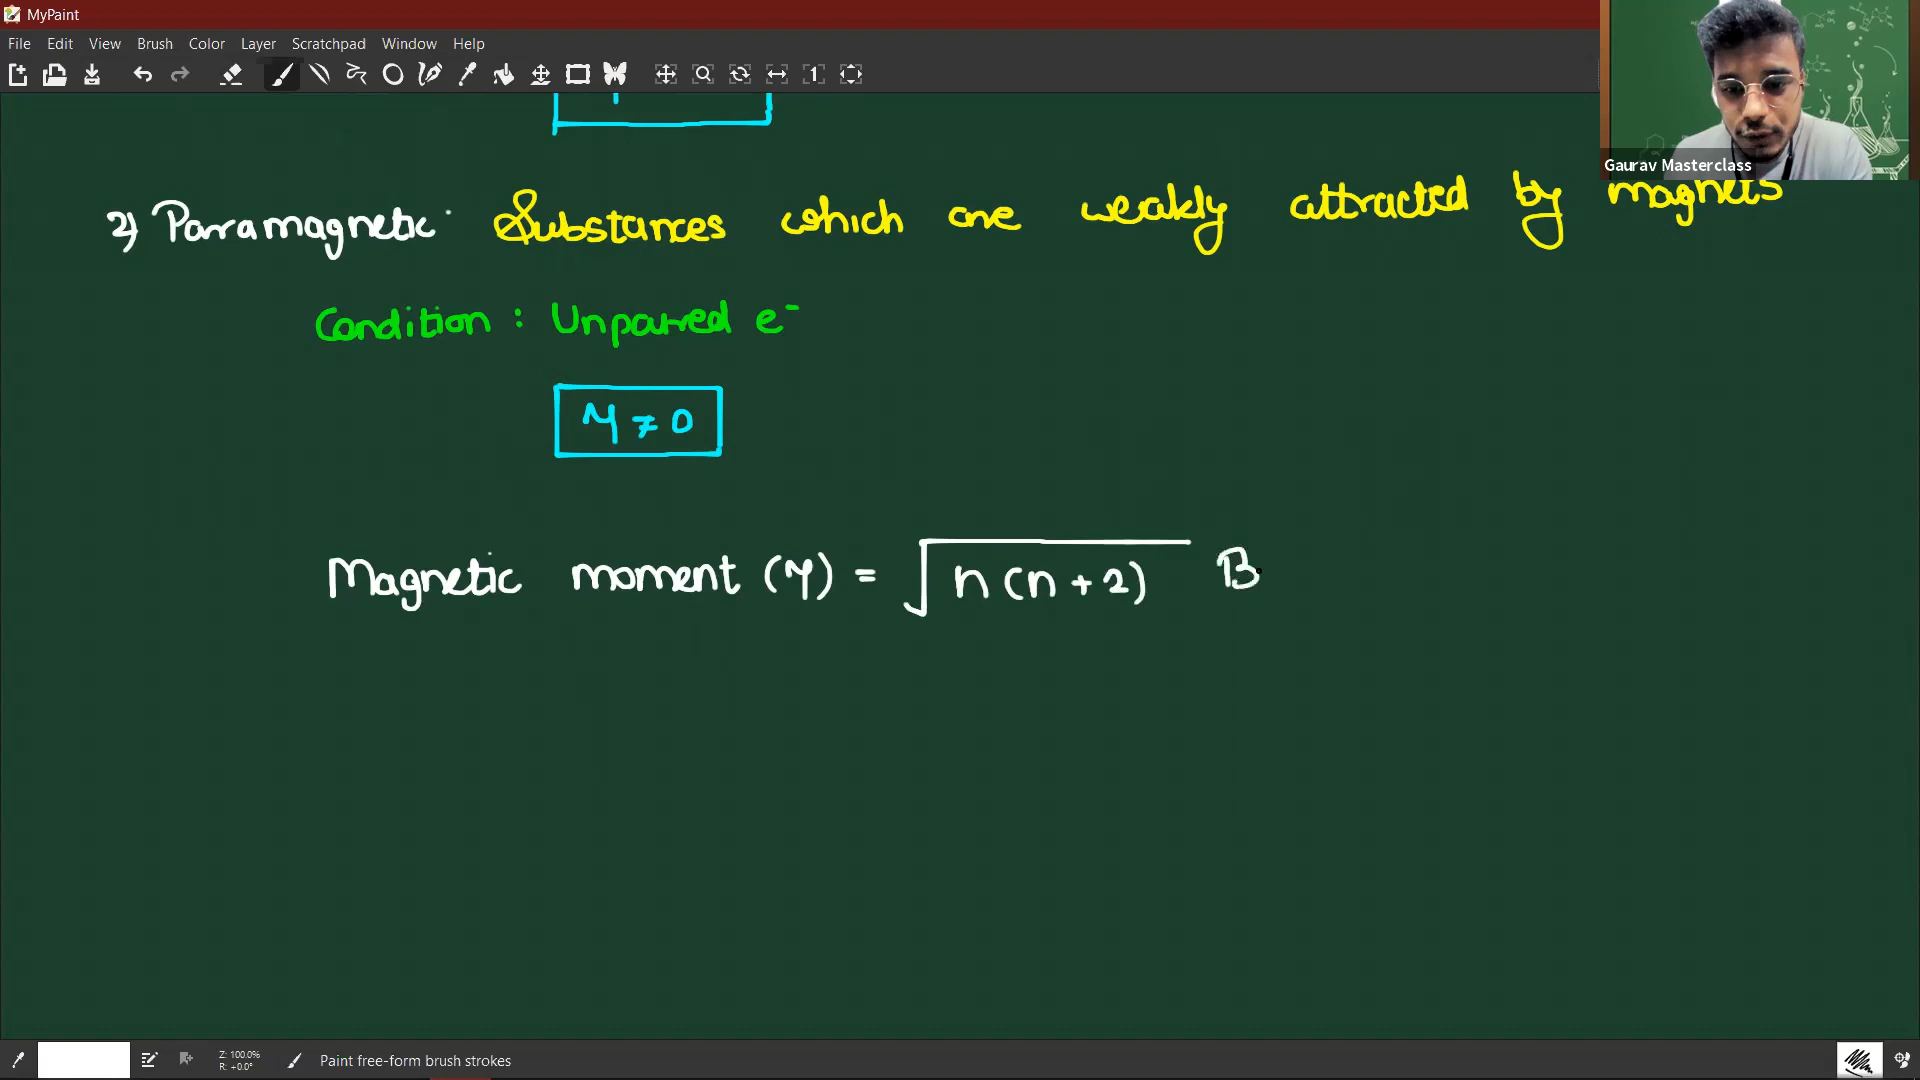 MyPaint
File Edit View Brush Color Layer Scratchpad Window Help
Gaurav Masterclass
2) Paramagnetic: Substances which are weakly attracted by magnets
Condition : Unpaired e⁻
μ ≠ 0
Magnetic moment (μ) = √n(n+2) B
Z: 100.0%
R: +0.0°
Paint free-form brush strokes